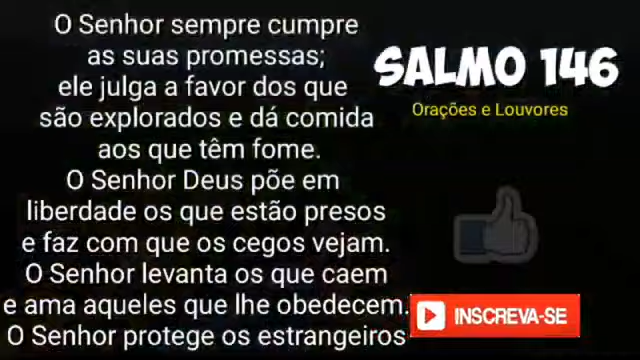 O Senhor sempre cumpre
as suas promessas;
ele julga a favor dos que
são explorados e dá comida
aos que têm fome.
O Senhor Deus põe em
liberdade os que estão presos
e faz com que os cegos vejam.
O Senhor levanta os que caem
e ama aqueles que lhe obedecem.
O Senhor protege os estrangeiros
SALMO 146
Orações e Louvores
INSCREVA-SE